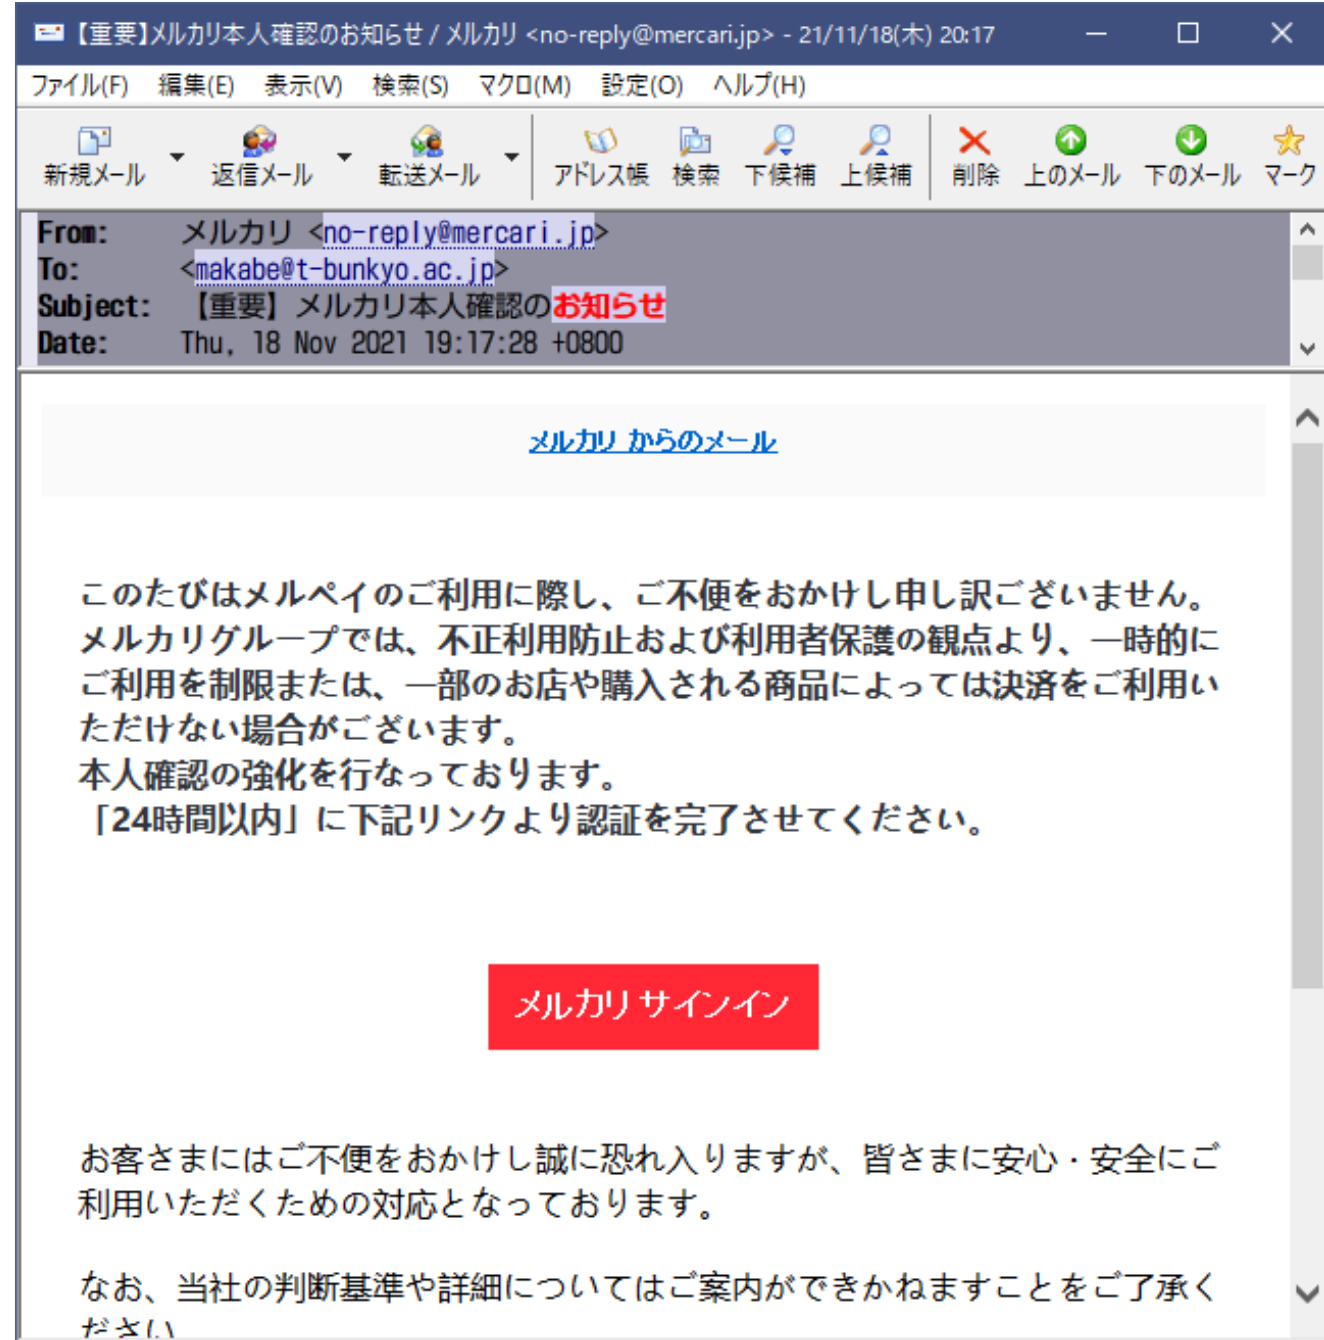 【重要】メルカリ本人確認のお知らせ / メルカリ <no-reply@mercari.jp> - 21/11/18(木) 20:17
ファイル(F) 編集(E) 表示(V) 検索(S) マクロ(M) 設定(O) ヘルプ(H)
新規メール 返信メール 転送メール アドレス帳 検索 下候補 上候補 削除 上のメール 下のメール マーク
From: メルカリ <no-reply@mercari.jp>
To: <makabe@t-bunkyo.ac.jp>
Subject: 【重要】メルカリ本人確認のお知らせ
Date: Thu, 18 Nov 2021 19:17:28 +0800
メルカリ からのメール
このたびはメルペイのご利用に際し、ご不便をおかけし申し訳ございません。
メルカリグループでは、不正利用防止および利用者保護の観点より、一時的に
ご利用を制限または、一部のお店や購入される商品によっては決済をご利用い
ただけない場合がございます。
本人確認の強化を行なっております。
「24時間以内」に下記リンクより認証を完了させてください。
メルカリ サインイン
お客さまにはご不便をおかけし誠に恐れ入りますが、皆さまに安心・安全にご
利用いただくための対応となっております。
なお、当社の判断基準や詳細についてはご案内ができかねますことをご了承く
ださい